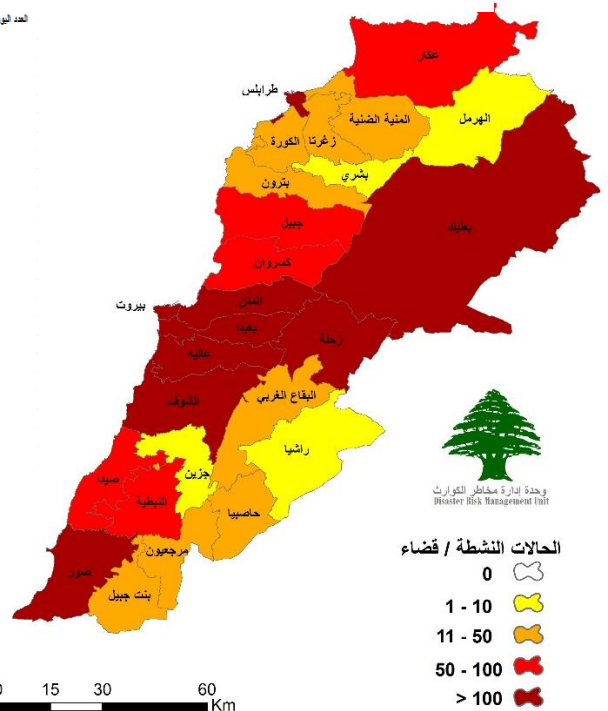 العدد اليو
عكار
طرابلس
المنية الضنية
الهرمل
زغرتا
الكورة
بشري
بترون
بعلبك
جبيل
كسروان
بيروت
المتن
بعبدا
زحلة
عاليه
الشوف
البقاع الغربي
راشيا
جزين
صيدا
النبطية
حاصبيا
مرجعيون
صور
بنت جبيل
وحدة إدارة مخاطر الكوارث
Disaster Risk Management Unit
الحالات النشطة / قضاء
0
1 - 10
11 - 50
50 - 100
> 100
0 15 30 60
Km